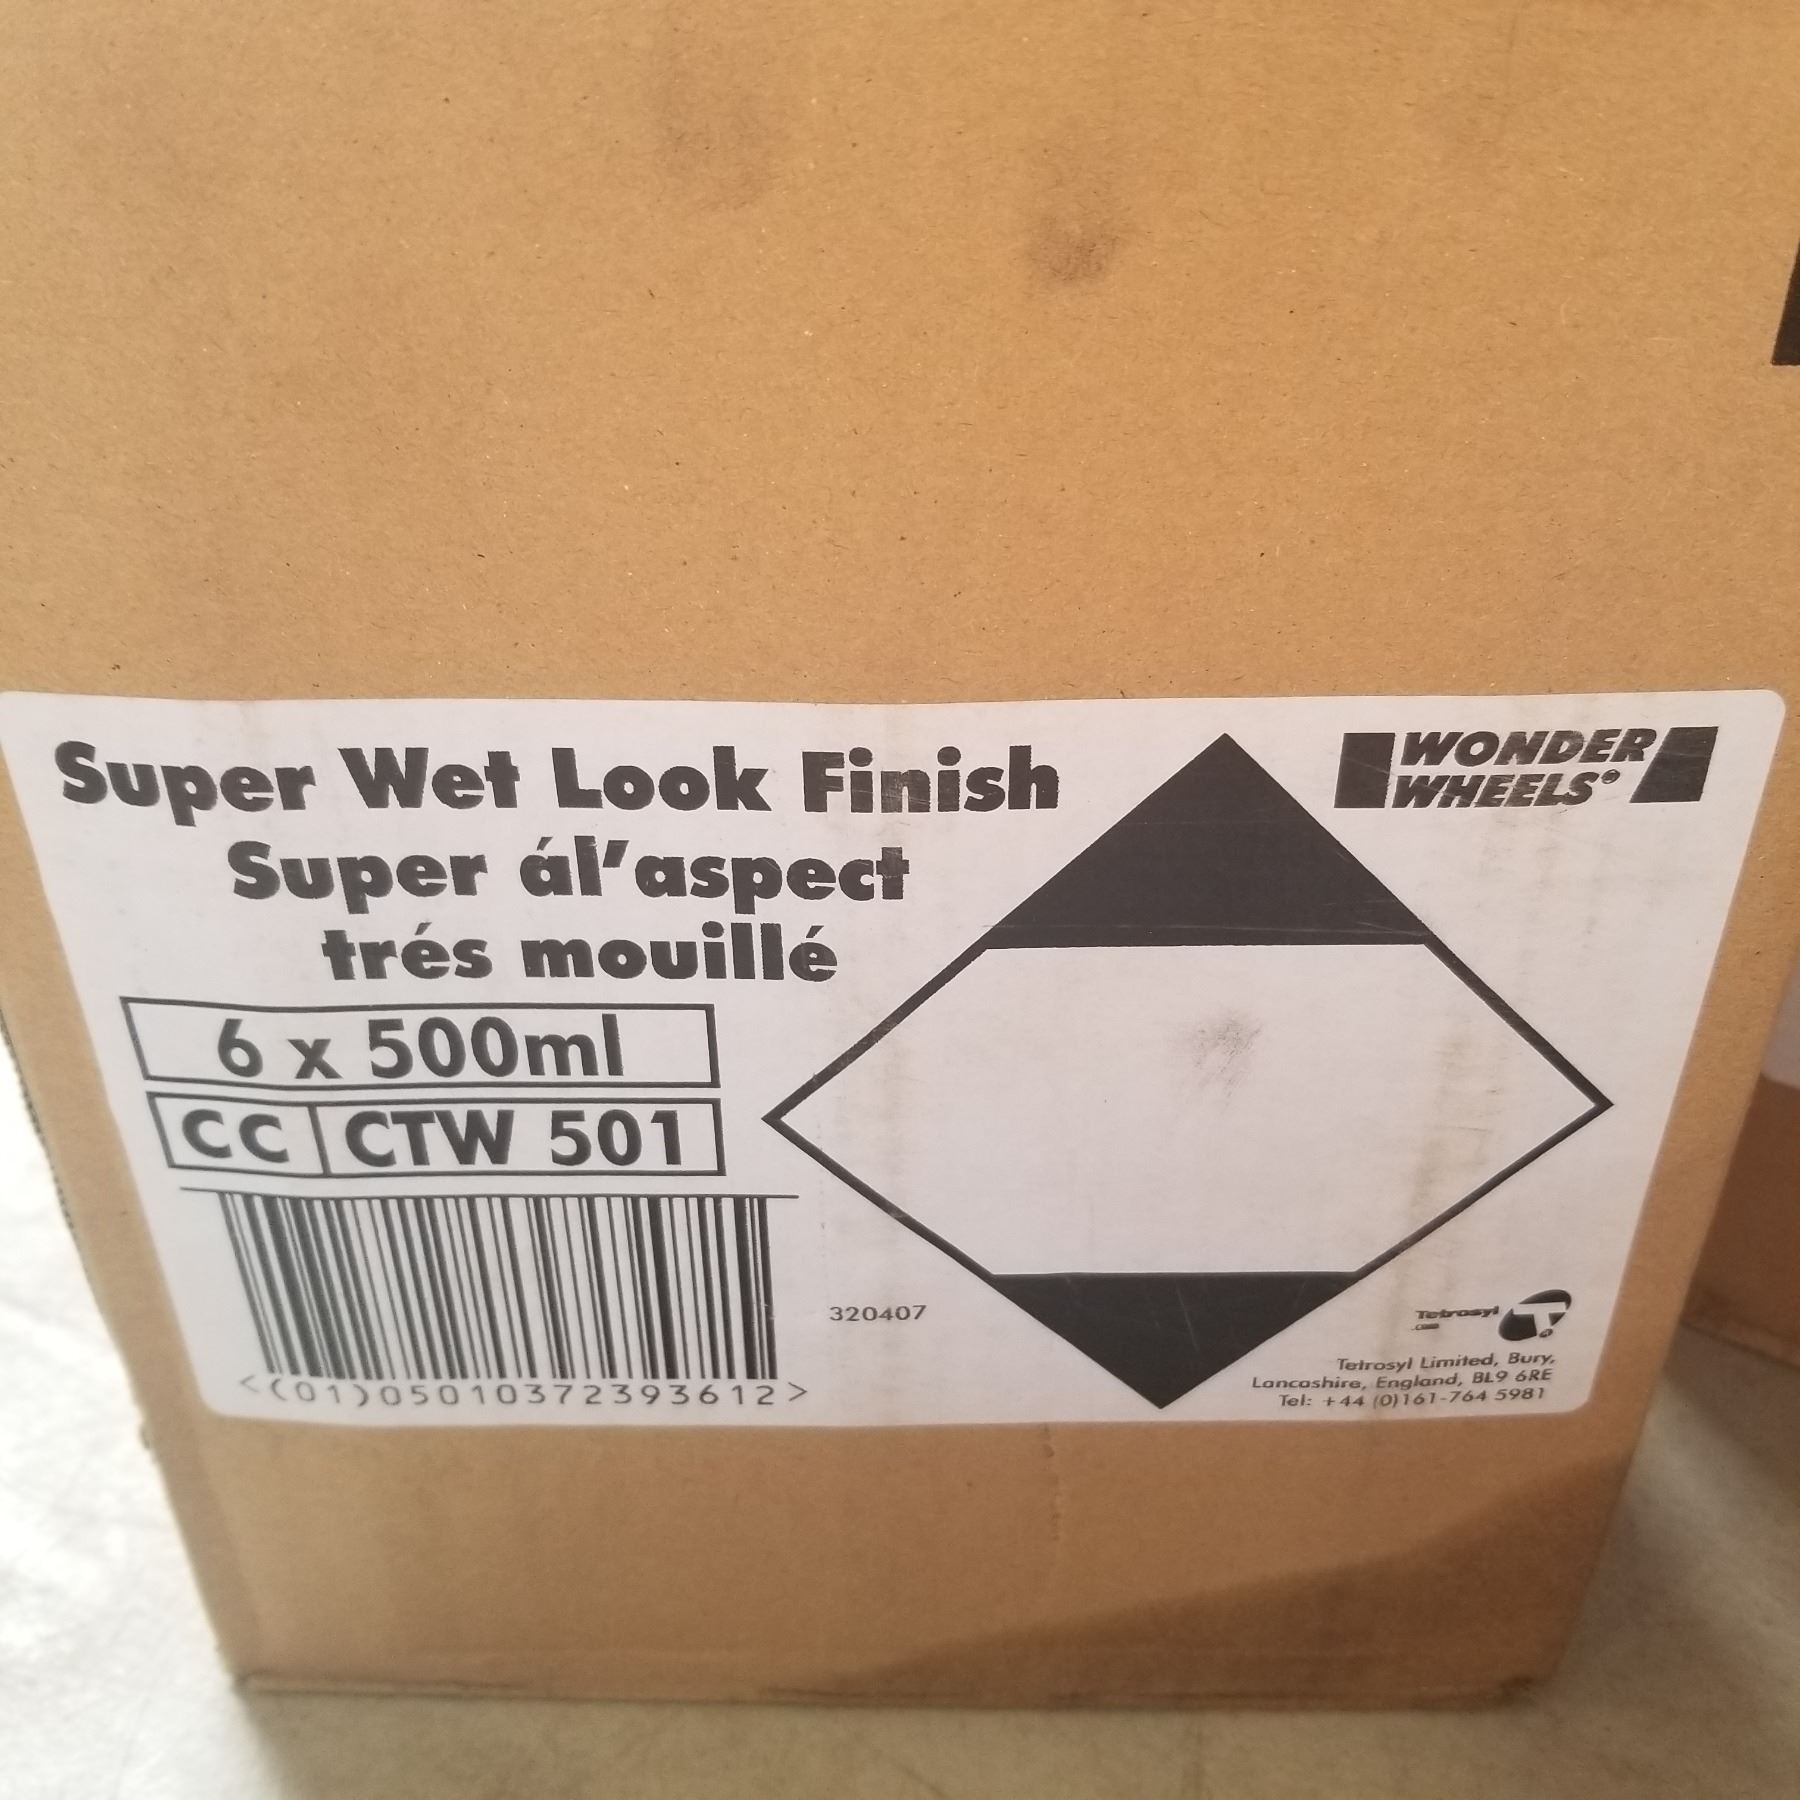 Super Wet Look Finish
Super ál'aspect
trés mouillé
6 x 500ml
CC CTW 501
<(01)05010372393612>
320407
WONDER
WHEELS®
Tetrosyl
.com
T
Tetrosyl Limited, Bury,
Lancashire, England, BL9 6RE
Tel: +44 (0)161-764 5981